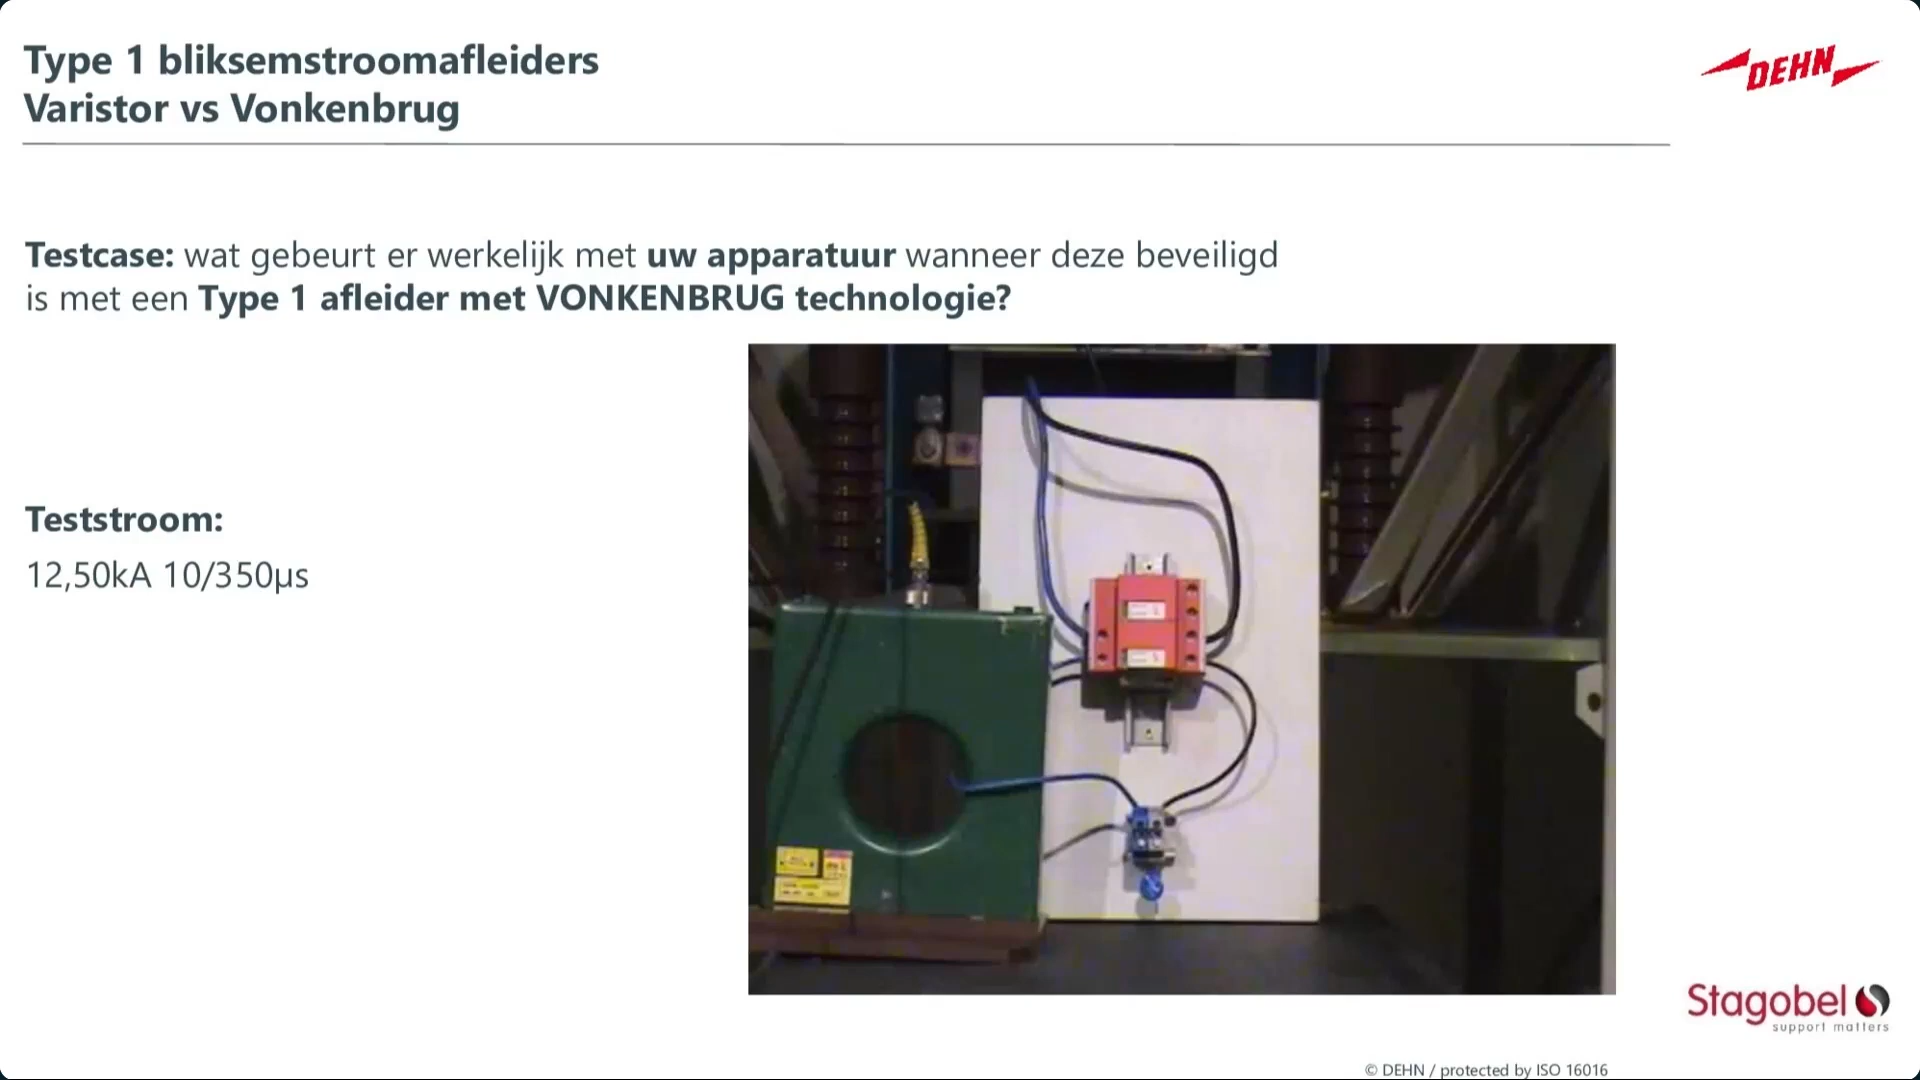 Type 1 bliksemstroomafleiders
Varistor vs Vonkenbrug
DEHN
Testcase: wat gebeurt er werkelijk met uw apparatuur wanneer deze beveiligd
is met een Type 1 afleider met VONKENBRUG technologie?
Teststroom:
12,50kA 10/350µs
Stagobel
support matters
© DEHN / protected by ISO 16016